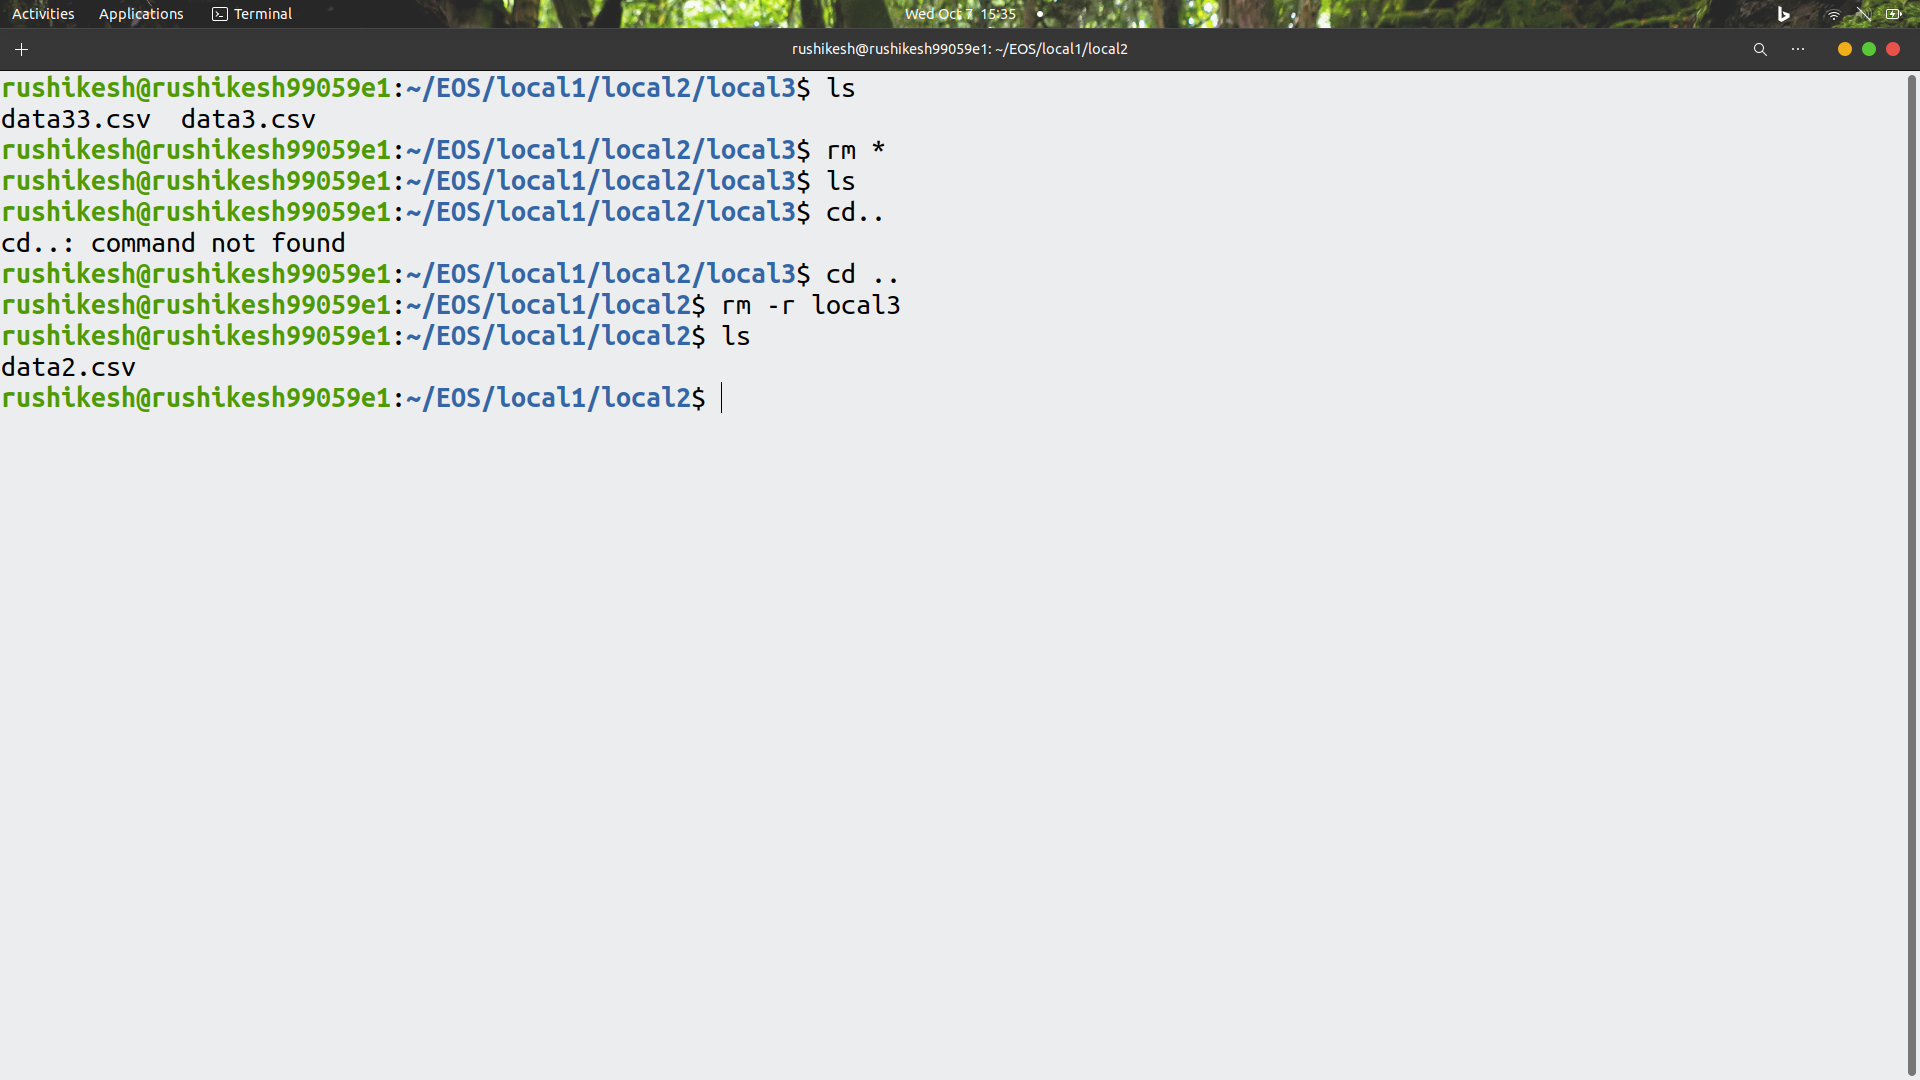 Activities Applications Terminal Wed Oct 7 15:35
rushikesh@rushikesh99059e1: ~/EOS/local1/local2
rushikesh@rushikesh99059e1:~/EOS/local1/local2/local3$ ls
data33.csv  data3.csv
rushikesh@rushikesh99059e1:~/EOS/local1/local2/local3$ rm *
rushikesh@rushikesh99059e1:~/EOS/local1/local2/local3$ ls
rushikesh@rushikesh99059e1:~/EOS/local1/local2/local3$ cd..
cd..: command not found
rushikesh@rushikesh99059e1:~/EOS/local1/local2/local3$ cd ..
rushikesh@rushikesh99059e1:~/EOS/local1/local2$ rm -r local3
rushikesh@rushikesh99059e1:~/EOS/local1/local2$ ls
data2.csv
rushikesh@rushikesh99059e1:~/EOS/local1/local2$